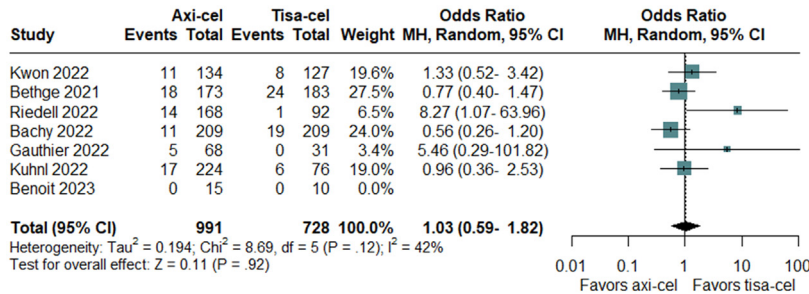 Axi-cel Tisa-cel Odds Ratio Odds Ratio
Study Events Total Events Total Weight MH, Random, 95% CI MH, Random, 95% CI
Kwon 2022 11 134 8 127 19.6% 1.33 (0.52- 3.42)
Bethge 2021 18 173 24 183 27.5% 0.77 (0.40- 1.47)
Riedell 2022 14 168 1 92 6.5% 8.27 (1.07- 63.96)
Bachy 2022 11 209 19 209 24.0% 0.56 (0.26- 1.20)
Gauthier 2022 5 68 0 31 3.4% 5.46 (0.29-101.82)
Kuhnl 2022 17 224 6 76 19.0% 0.96 (0.36- 2.53)
Benoit 2023 0 15 0 10 0.0%
Total (95% CI) 991 728 100.0% 1.03 (0.59- 1.82)
Heterogeneity: Tau² = 0.194; Chi² = 8.69, df = 5 (P = .12); I² = 42%
Test for overall effect: Z = 0.11 (P = .92)
0.01 0.1 1 10 100
Favors axi-cel Favors tisa-cel